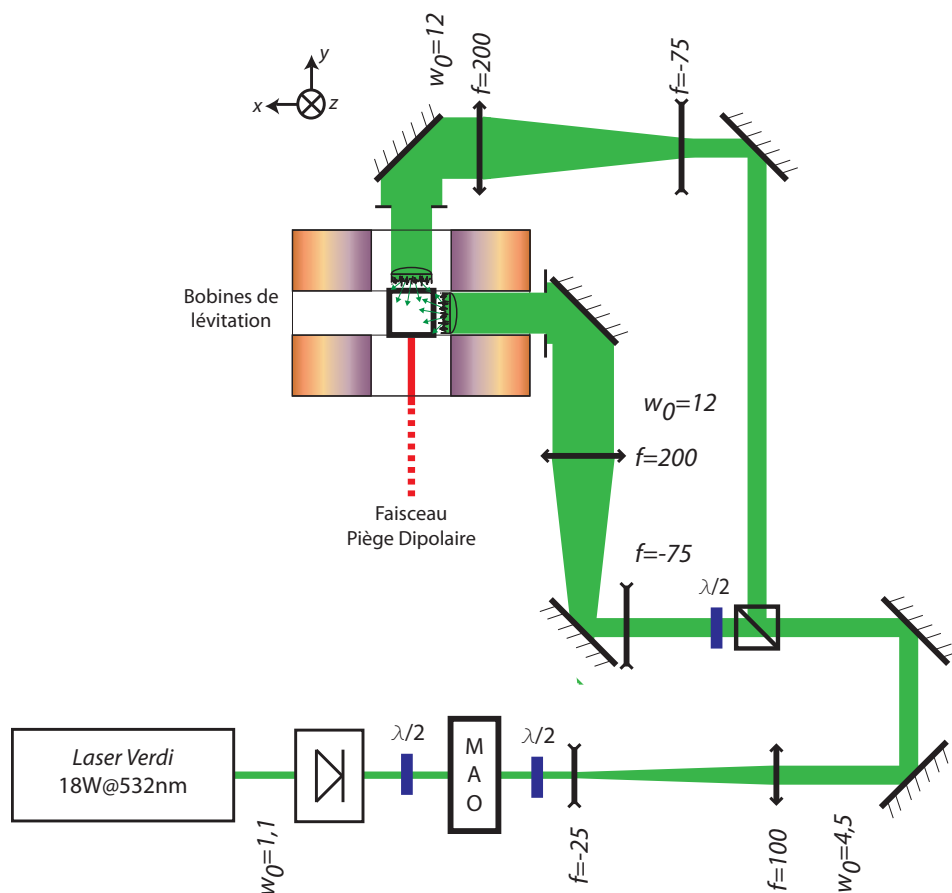 y
x
z
w0=12
f=200
f=-75
Bobines de
lévitation
w0=12
f=200
Faisceau
Piège Dipolaire
f=-75
λ/2
Laser Verdi
18W@532nm
w0=1,1
λ/2
M
A
O
λ/2
f=-25
f=100
w0=4,5